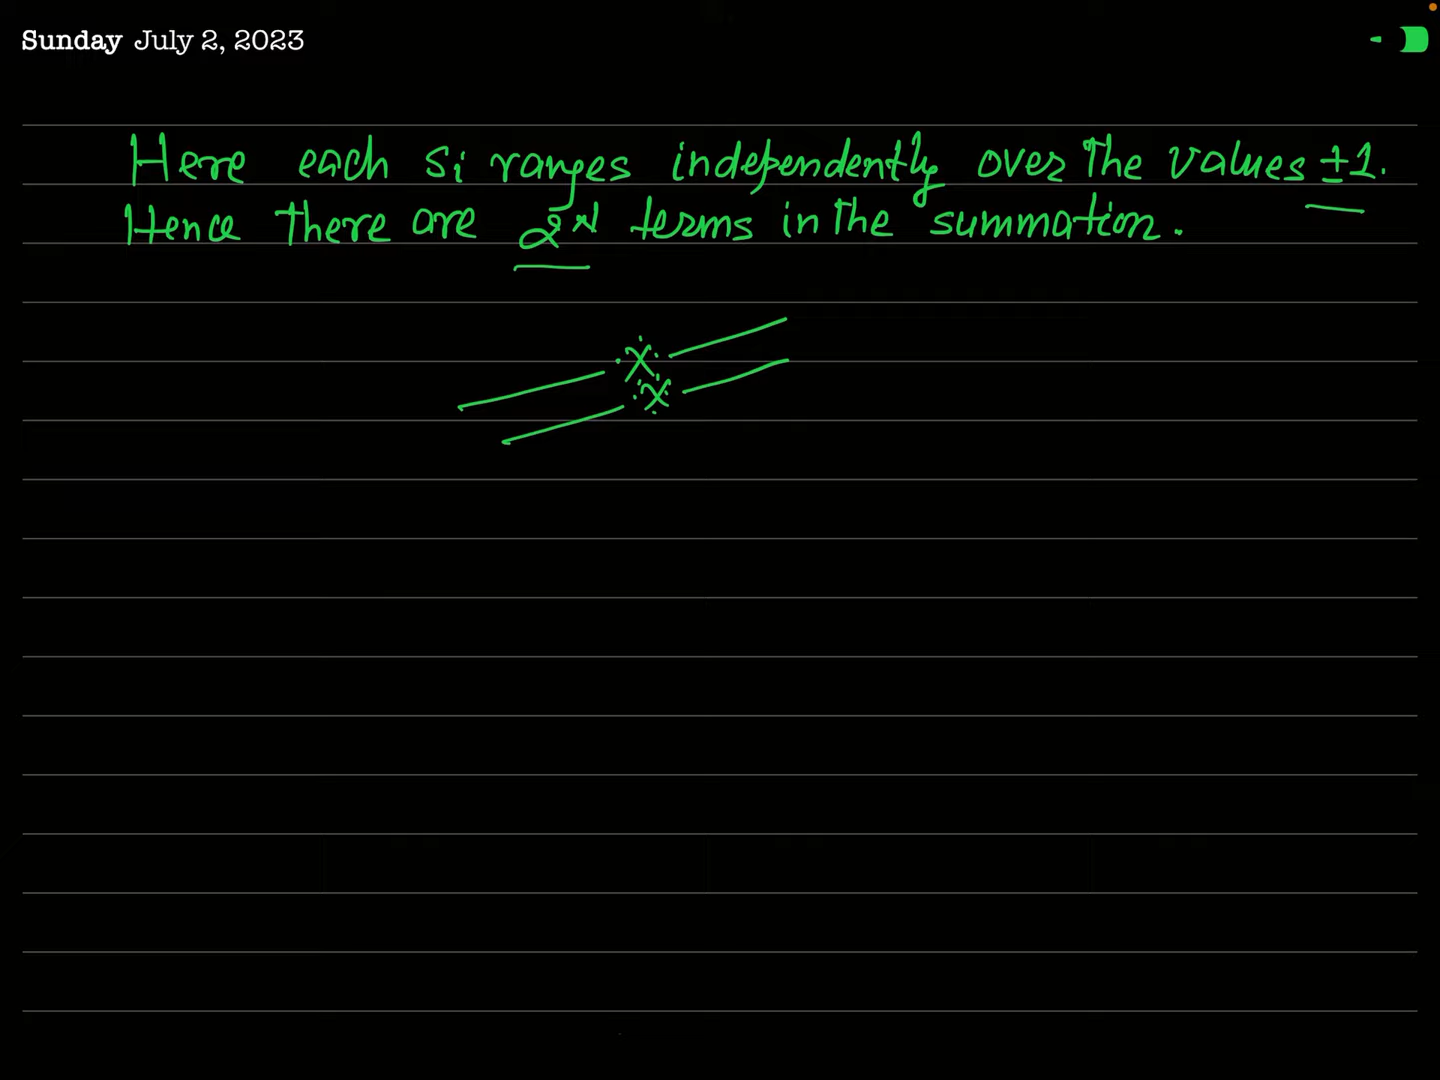 Sunday July 2, 2023
Here each Si ranges independently over the values ±1.
Hence there are 2^N terms in the summation.